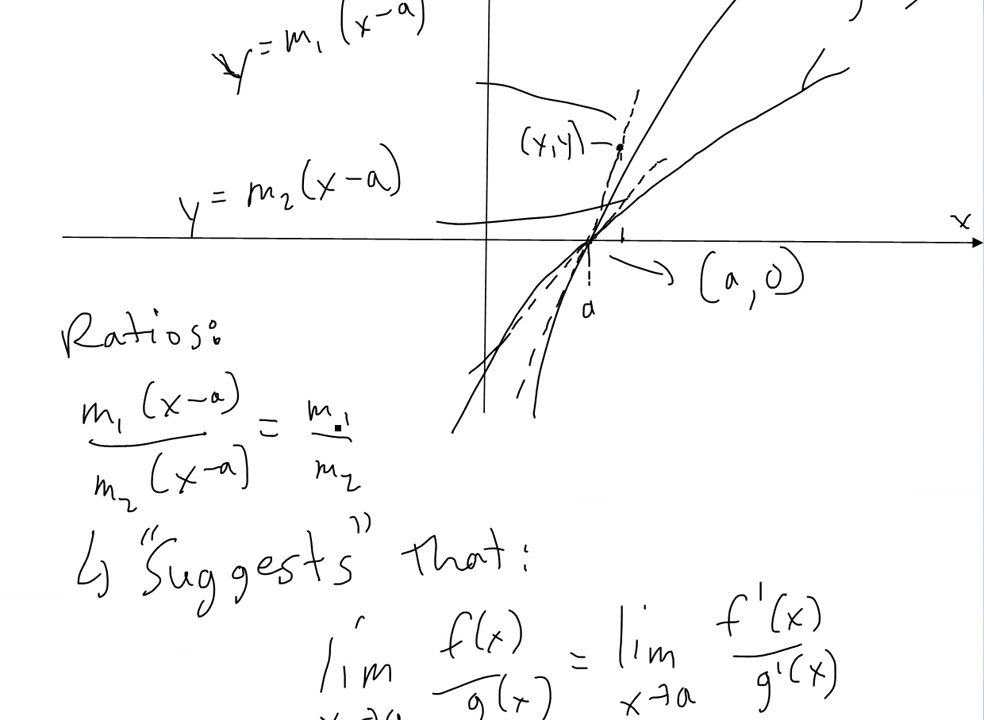 y = m₁ (x-a)
(x,y)
y = m₂ (x-a)
x
(a, 0)
a
Ratios:
m₁ (x-a) / m₂ (x-a) = m₁ / m₂
↳ "Suggests" that:
lim x→a f(x) / g(x) = lim x→a f'(x) / g'(x)